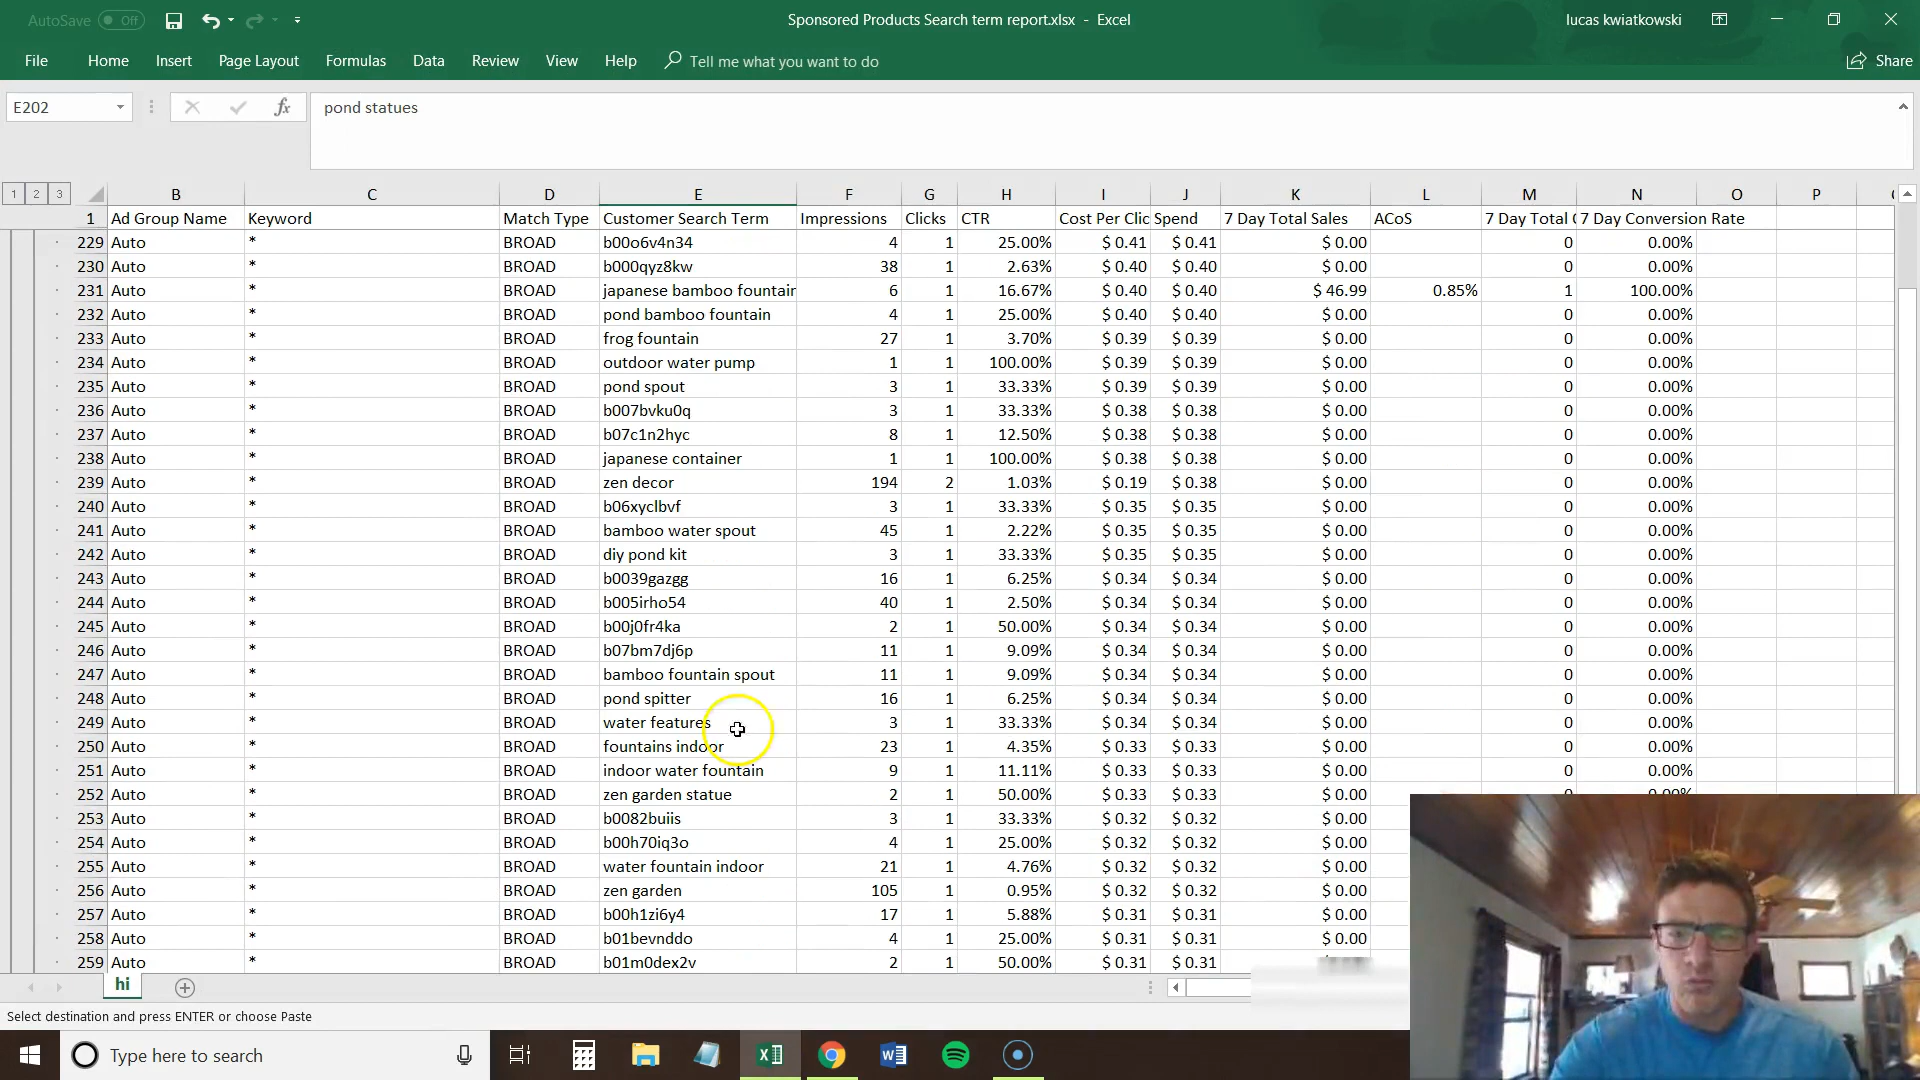 AutoSave Off
Sponsored Products Search term report.xlsx - Excel
lucas kwiatkowski
File Home Insert Page Layout Formulas Data Review View Help Tell me what you want to do Share
E202 fx pond statues
1 2 3 B C D E F G H I J K L M N O P
1 Ad Group Name Keyword Match Type Customer Search Term Impressions Clicks CTR Cost Per Clic Spend 7 Day Total Sales ACoS 7 Day Total 7 Day Conversion Rate
229 Auto * BROAD b00o6v4n34 4 1 25.00% $ 0.41 $ 0.41 $ 0.00 0 0.00%
230 Auto * BROAD b000qyz8kw 38 1 2.63% $ 0.40 $ 0.40 $ 0.00 0 0.00%
231 Auto * BROAD japanese bamboo fountain 6 1 16.67% $ 0.40 $ 0.40 $ 46.99 0.85% 1 100.00%
232 Auto * BROAD pond bamboo fountain 4 1 25.00% $ 0.40 $ 0.40 $ 0.00 0 0.00%
233 Auto * BROAD frog fountain 27 1 3.70% $ 0.39 $ 0.39 $ 0.00 0 0.00%
234 Auto * BROAD outdoor water pump 1 1 100.00% $ 0.39 $ 0.39 $ 0.00 0 0.00%
235 Auto * BROAD pond spout 3 1 33.33% $ 0.39 $ 0.39 $ 0.00 0 0.00%
236 Auto * BROAD b007bvku0q 3 1 33.33% $ 0.38 $ 0.38 $ 0.00 0 0.00%
237 Auto * BROAD b07c1n2hyc 8 1 12.50% $ 0.38 $ 0.38 $ 0.00 0 0.00%
238 Auto * BROAD japanese container 1 1 100.00% $ 0.38 $ 0.38 $ 0.00 0 0.00%
239 Auto * BROAD zen decor 194 2 1.03% $ 0.19 $ 0.38 $ 0.00 0 0.00%
240 Auto * BROAD b06xyclbvf 3 1 33.33% $ 0.35 $ 0.35 $ 0.00 0 0.00%
241 Auto * BROAD bamboo water spout 45 1 2.22% $ 0.35 $ 0.35 $ 0.00 0 0.00%
242 Auto * BROAD diy pond kit 3 1 33.33% $ 0.35 $ 0.35 $ 0.00 0 0.00%
243 Auto * BROAD b0039gazgg 16 1 6.25% $ 0.34 $ 0.34 $ 0.00 0 0.00%
244 Auto * BROAD b005irho54 40 1 2.50% $ 0.34 $ 0.34 $ 0.00 0 0.00%
245 Auto * BROAD b00j0fr4ka 2 1 50.00% $ 0.34 $ 0.34 $ 0.00 0 0.00%
246 Auto * BROAD b07bm7dj6p 11 1 9.09% $ 0.34 $ 0.34 $ 0.00 0 0.00%
247 Auto * BROAD bamboo fountain spout 11 1 9.09% $ 0.34 $ 0.34 $ 0.00 0 0.00%
248 Auto * BROAD pond spitter 16 1 6.25% $ 0.34 $ 0.34 $ 0.00 0 0.00%
249 Auto * BROAD water features 3 1 33.33% $ 0.34 $ 0.34 $ 0.00 0 0.00%
250 Auto * BROAD fountains indoor 23 1 4.35% $ 0.33 $ 0.33 $ 0.00 0 0.00%
251 Auto * BROAD indoor water fountain 9 1 11.11% $ 0.33 $ 0.33 $ 0.00 0 0.00%
252 Auto * BROAD zen garden statue 2 1 50.00% $ 0.33 $ 0.33 $ 0.00 0 0.00%
253 Auto * BROAD b0082buiis 3 1 33.33% $ 0.32 $ 0.32 $ 0.00
254 Auto * BROAD b00h70iq3o 4 1 25.00% $ 0.32 $ 0.32 $ 0.00
255 Auto * BROAD water fountain indoor 21 1 4.76% $ 0.32 $ 0.32 $ 0.00
256 Auto * BROAD zen garden 105 1 0.95% $ 0.32 $ 0.32 $ 0.00
257 Auto * BROAD b00h1zi6y4 17 1 5.88% $ 0.31 $ 0.31 $ 0.00
258 Auto * BROAD b01bevnddo 4 1 25.00% $ 0.31 $ 0.31 $ 0.00
259 Auto * BROAD b01m0dex2v 2 1 50.00% $ 0.31 $ 0.31
hi
Select destination and press ENTER or choose Paste
Type here to search